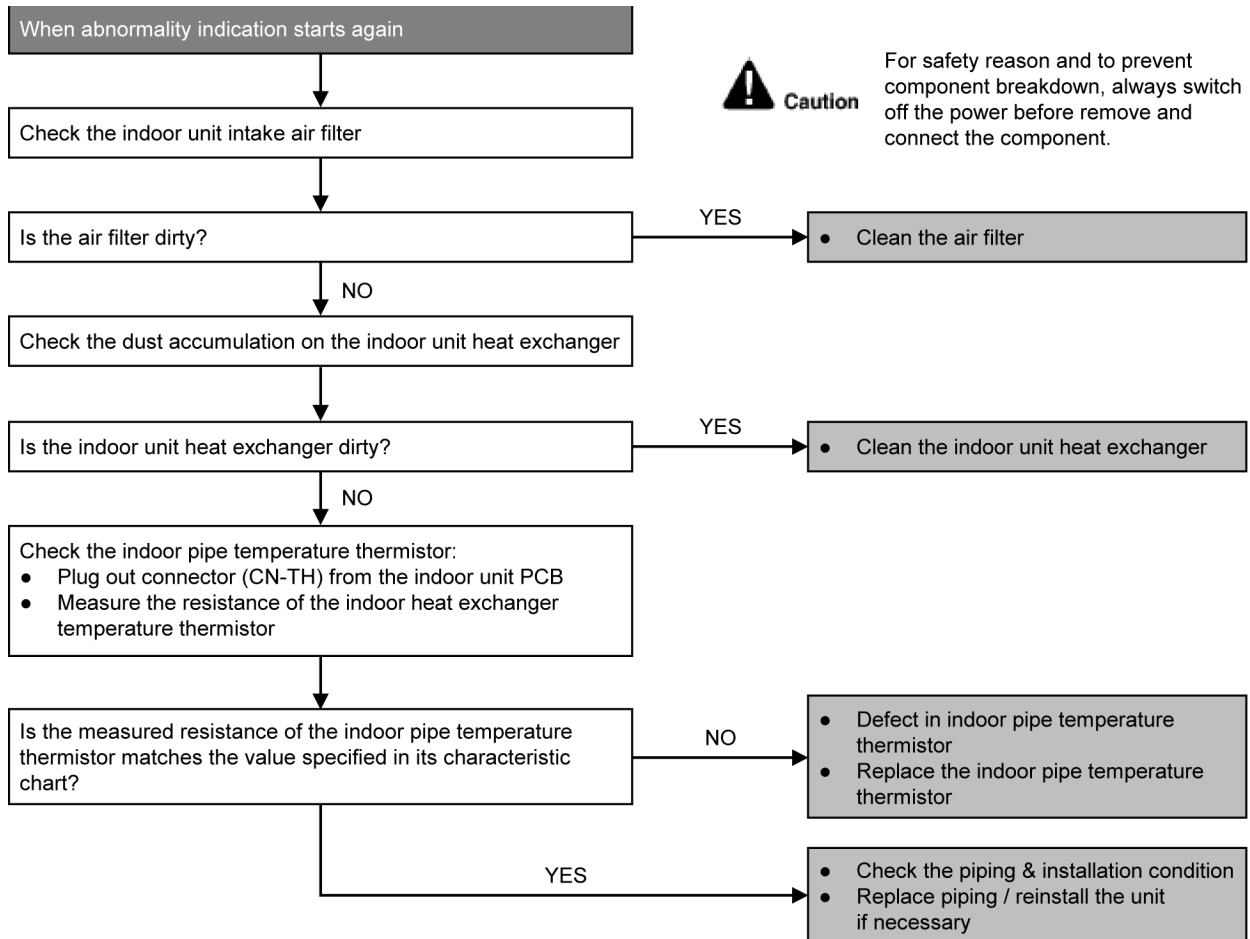 When abnormality indication starts again
Caution
For safety reason and to prevent
component breakdown, always switch
off the power before remove and
connect the component.
Check the indoor unit intake air filter
Is the air filter dirty?
YES
● Clean the air filter
NO
Check the dust accumulation on the indoor unit heat exchanger
Is the indoor unit heat exchanger dirty?
YES
● Clean the indoor unit heat exchanger
NO
Check the indoor pipe temperature thermistor:
● Plug out connector (CN-TH) from the indoor unit PCB
● Measure the resistance of the indoor heat exchanger
temperature thermistor
Is the measured resistance of the indoor pipe temperature
thermistor matches the value specified in its characteristic
chart?
NO
● Defect in indoor pipe temperature
thermistor
● Replace the indoor pipe temperature
thermistor
YES
● Check the piping & installation condition
● Replace piping / reinstall the unit
if necessary